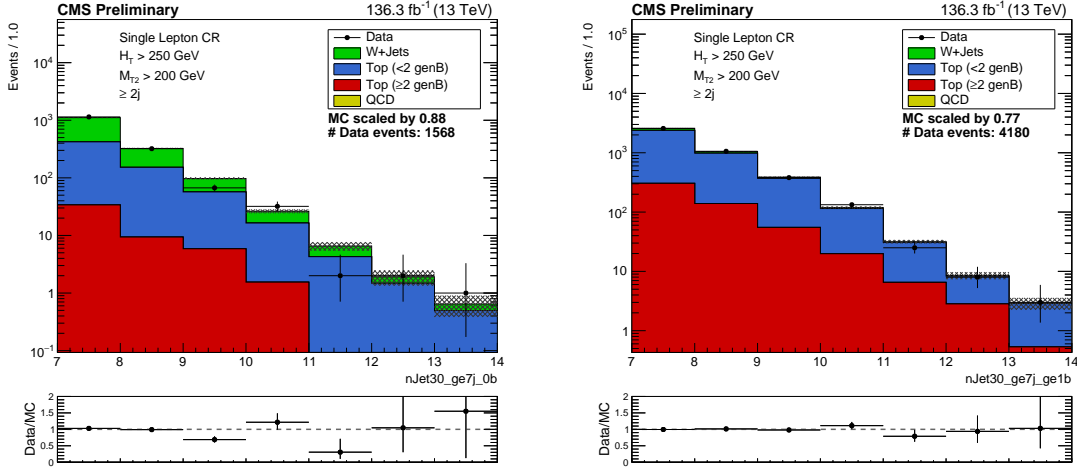 CMS Preliminary 136.3 fb⁻¹ (13 TeV)
Events / 1.0
10⁴
10³
10²
10
1
10⁻¹
Single Lepton CR
H_T > 250 GeV
M_T2 > 200 GeV
≥ 2j
Data
W+Jets
Top (<2 genB)
Top (≥2 genB)
QCD
MC scaled by 0.88
# Data events: 1568
7 8 9 10 11 12 13 14
nJet30_ge7j_0b
Data/MC
2
1.5
1
0.5
0
CMS Preliminary 136.3 fb⁻¹ (13 TeV)
Events / 1.0
10⁵
10⁴
10³
10²
10
1
Single Lepton CR
H_T > 250 GeV
M_T2 > 200 GeV
≥ 2j
Data
W+Jets
Top (<2 genB)
Top (≥2 genB)
QCD
MC scaled by 0.77
# Data events: 4180
7 8 9 10 11 12 13 14
nJet30_ge7j_ge1b
Data/MC
2
1.5
1
0.5
0